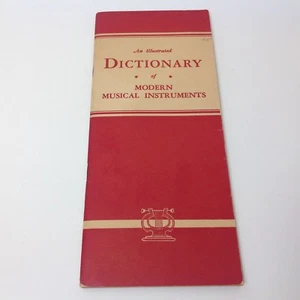 An Illustrated
DICTIONARY
of
MODERN
MUSICAL INSTRUMENTS